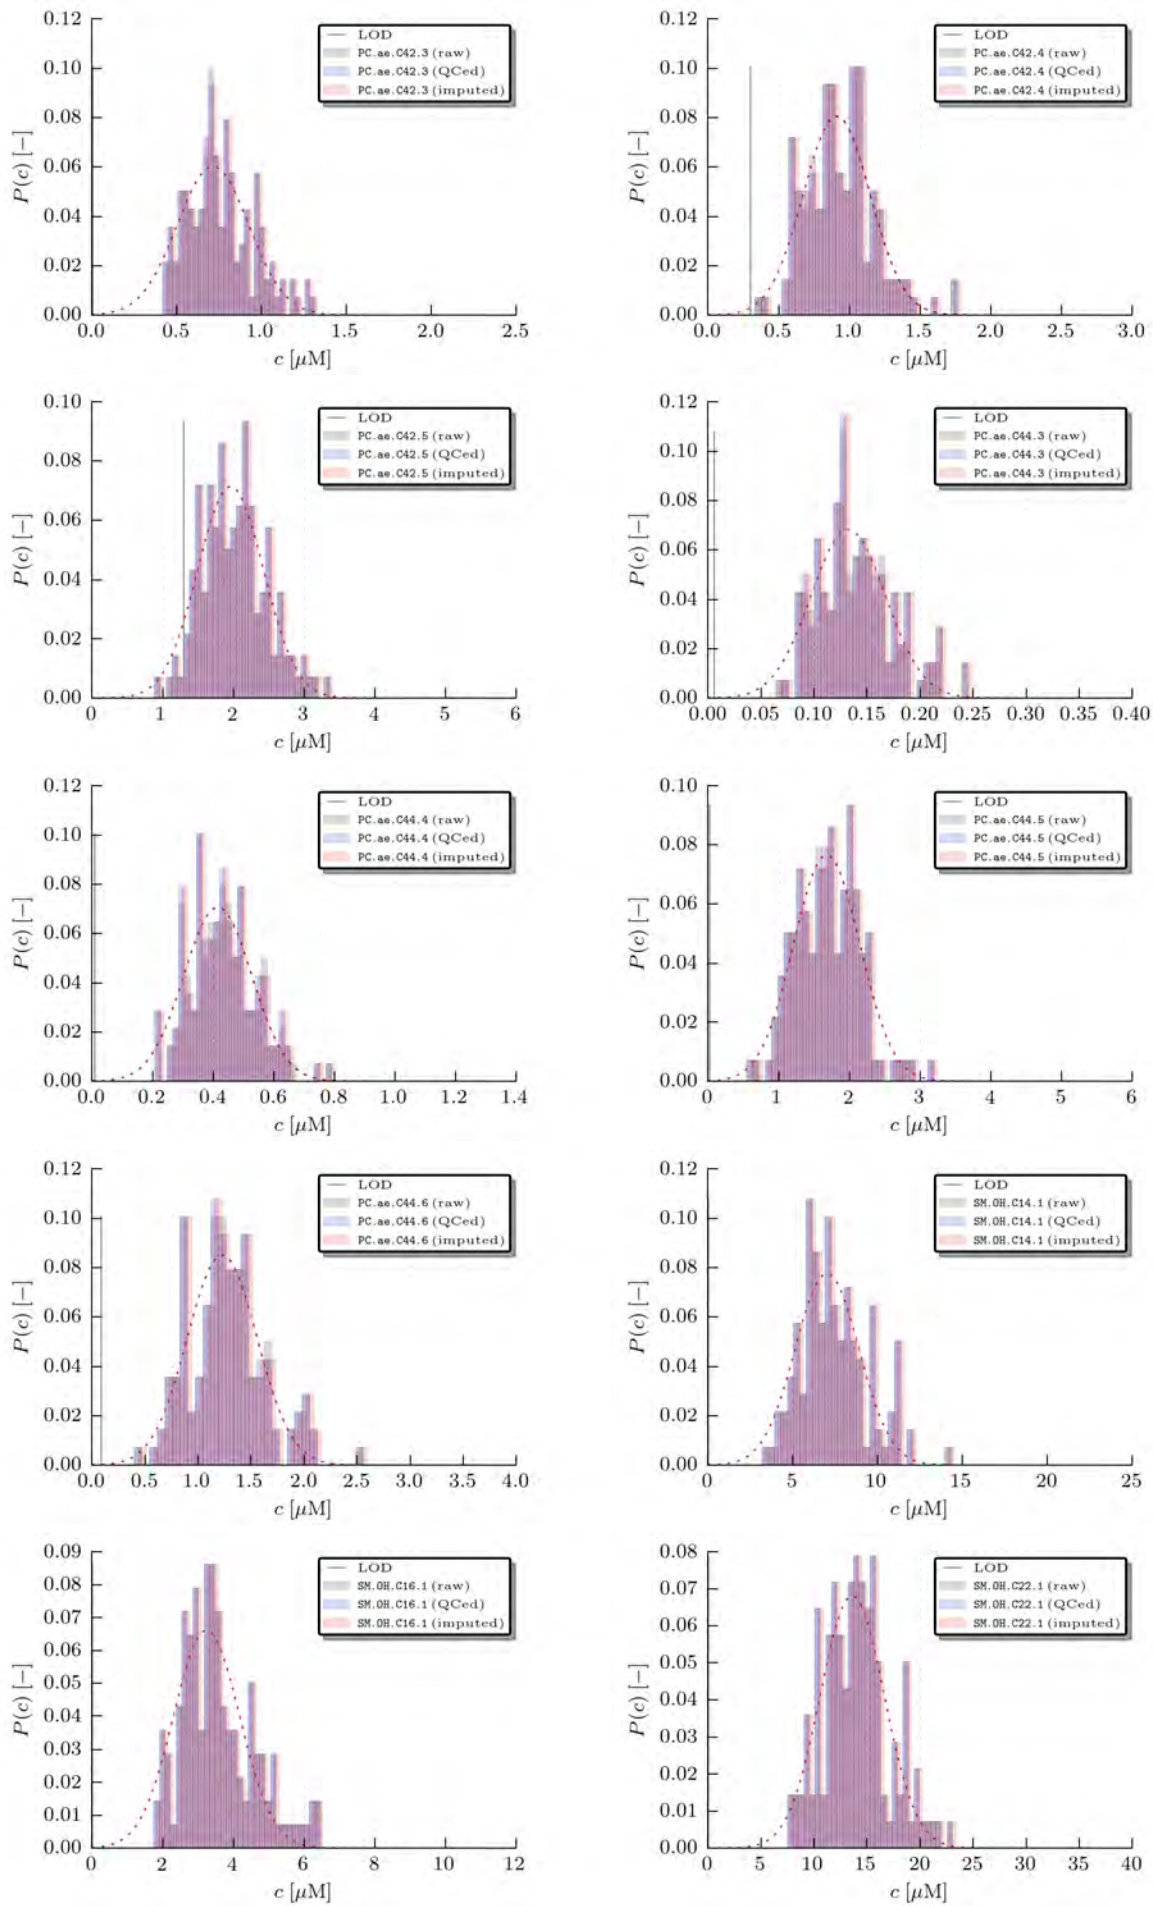 0.12
0.10
0.08
0.06
0.04
0.02
0.00
P(c) [−]
LOD
PC.ae.C42.3 (raw)
PC.ae.C42.3 (QCed)
PC.ae.C42.3 (imputed)
0.0 0.5 1.0 1.5 2.0 2.5
c [μM]
0.12
0.10
0.08
0.06
0.04
0.02
0.00
P(c) [−]
LOD
PC.ae.C42.4 (raw)
PC.ae.C42.4 (QCed)
PC.ae.C42.4 (imputed)
0.0 0.5 1.0 1.5 2.0 2.5 3.0
c [μM]
0.10
0.08
0.06
0.04
0.02
0.00
P(c) [−]
LOD
PC.ae.C42.5 (raw)
PC.ae.C42.5 (QCed)
PC.ae.C42.5 (imputed)
0 1 2 3 4 5 6
c [μM]
0.12
0.10
0.08
0.06
0.04
0.02
0.00
P(c) [−]
LOD
PC.ae.C44.3 (raw)
PC.ae.C44.3 (QCed)
PC.ae.C44.3 (imputed)
0.00 0.05 0.10 0.15 0.20 0.25 0.30 0.35 0.40
c [μM]
0.12
0.10
0.08
0.06
0.04
0.02
0.00
P(c) [−]
LOD
PC.ae.C44.4 (raw)
PC.ae.C44.4 (QCed)
PC.ae.C44.4 (imputed)
0.0 0.2 0.4 0.6 0.8 1.0 1.2 1.4
c [μM]
0.10
0.08
0.06
0.04
0.02
0.00
P(c) [−]
LOD
PC.ae.C44.5 (raw)
PC.ae.C44.5 (QCed)
PC.ae.C44.5 (imputed)
0 1 2 3 4 5 6
c [μM]
0.12
0.10
0.08
0.06
0.04
0.02
0.00
P(c) [−]
LOD
PC.ae.C44.6 (raw)
PC.ae.C44.6 (QCed)
PC.ae.C44.6 (imputed)
0.0 0.5 1.0 1.5 2.0 2.5 3.0 3.5 4.0
c [μM]
0.12
0.10
0.08
0.06
0.04
0.02
0.00
P(c) [−]
LOD
SM.OH.C14.1 (raw)
SM.OH.C14.1 (QCed)
SM.OH.C14.1 (imputed)
0 5 10 15 20 25
c [μM]
0.09
0.08
0.07
0.06
0.05
0.04
0.03
0.02
0.01
0.00
P(c) [−]
LOD
SM.OH.C16.1 (raw)
SM.OH.C16.1 (QCed)
SM.OH.C16.1 (imputed)
0 2 4 6 8 10 12
c [μM]
0.08
0.07
0.06
0.05
0.04
0.03
0.02
0.01
0.00
P(c) [−]
LOD
SM.OH.C22.1 (raw)
SM.OH.C22.1 (QCed)
SM.OH.C22.1 (imputed)
0 5 10 15 20 25 30 35 40
c [μM]